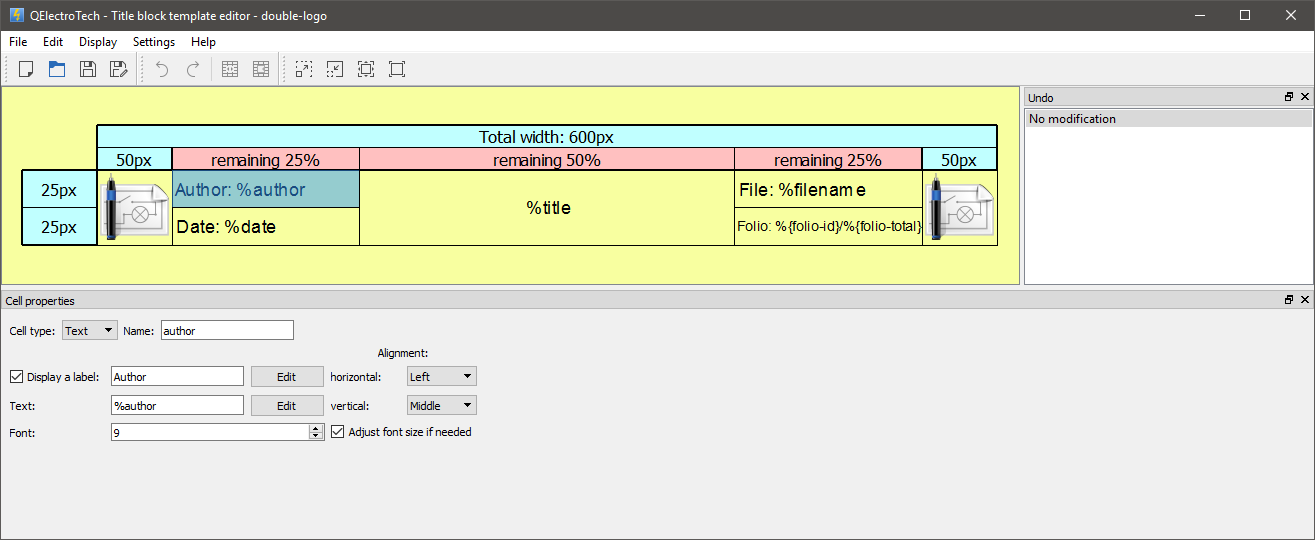 QElectroTech - Title block template editor - double-logo
File Edit Display Settings Help
Undo
No modification
Total width: 600px
50px remaining 25% remaining 50% remaining 25% 50px
25px Author: %author File: %filename
%title
25px Date: %date Folio: %{folio-id}/%{folio-total}
Cell properties
Cell type: Text Name: author
Alignment:
Display a label: Author Edit horizontal: Left
Text: %author Edit vertical: Middle
Font: 9 Adjust font size if needed